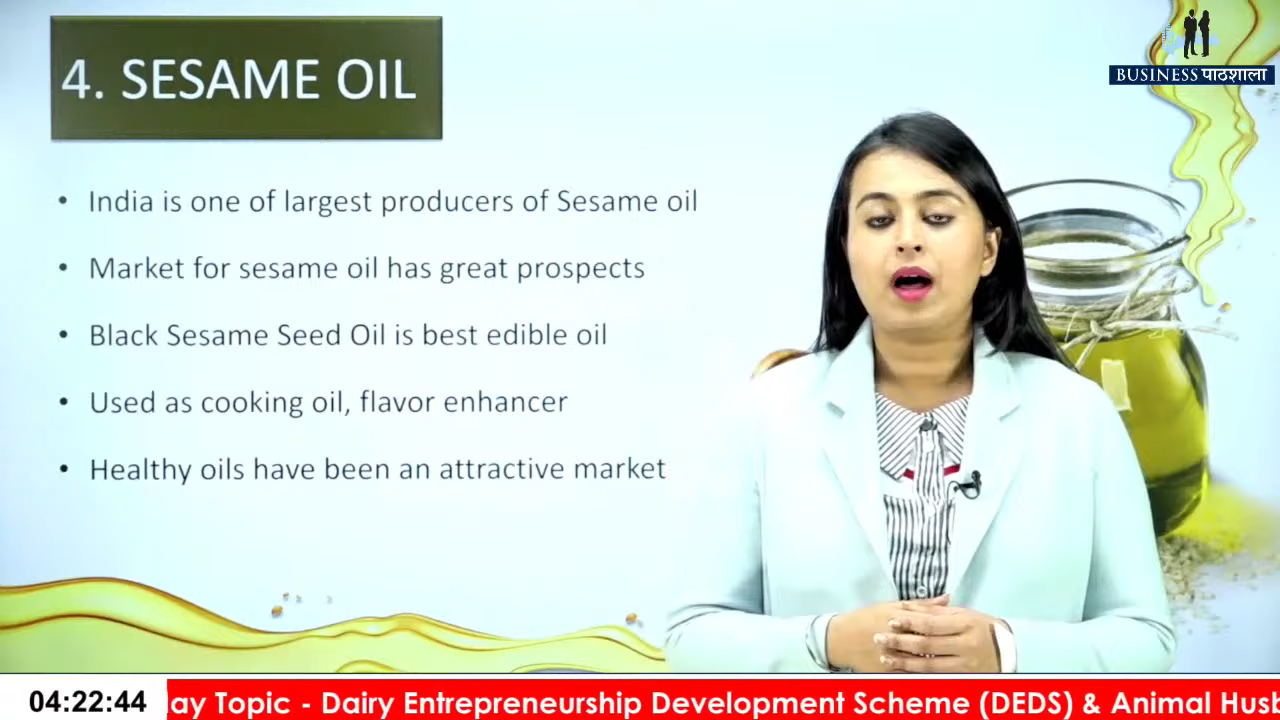 4. SESAME OIL
BUSINESS पाठशाला
• India is one of largest producers of Sesame oil
• Market for sesame oil has great prospects
• Black Sesame Seed Oil is best edible oil
• Used as cooking oil, flavor enhancer
• Healthy oils have been an attractive market
04:22:44 ay Topic - Dairy Entrepreneurship Development Scheme (DEDS) & Animal Husb